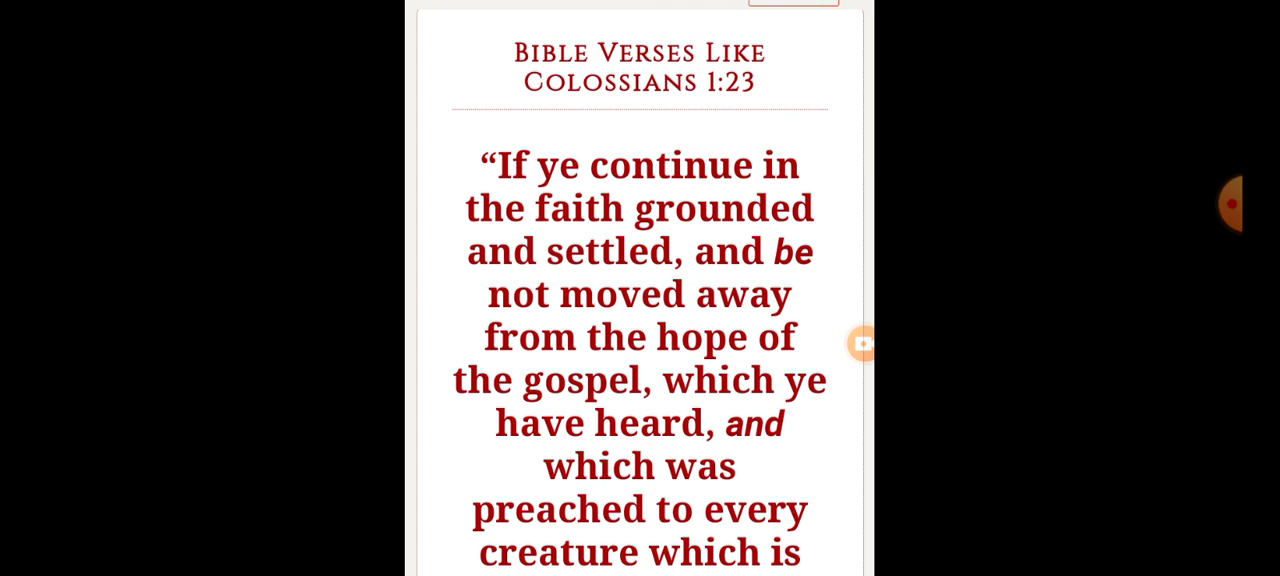 Bible Verses Like
Colossians 1:23
“If ye continue in
the faith grounded
and settled, and be
not moved away
from the hope of
the gospel, which ye
have heard, and
which was
preached to every
creature which is